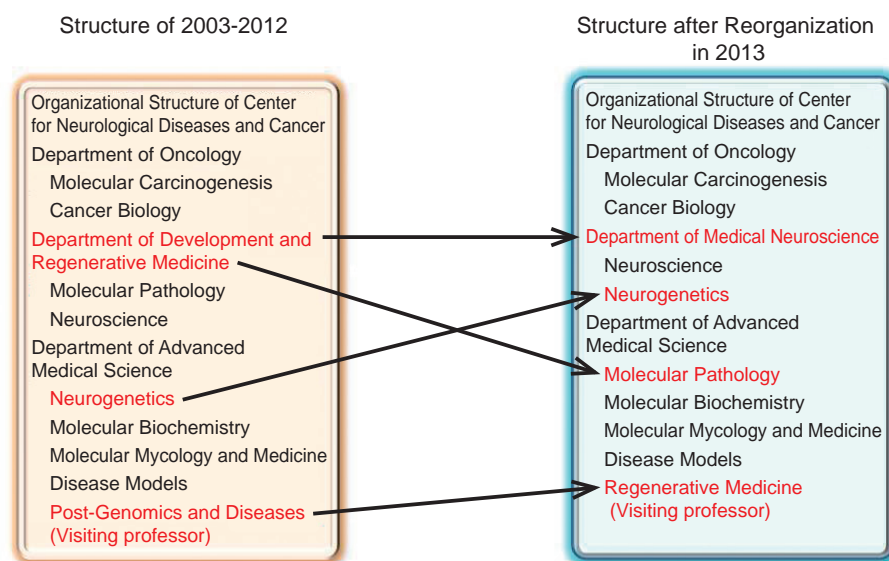 Structure of 2003-2012
Organizational Structure of Center
for Neurological Diseases and Cancer
Department of Oncology
Molecular Carcinogenesis
Cancer Biology
Department of Development and
Regenerative Medicine
Molecular Pathology
Neuroscience
Department of Advanced
Medical Science
Neurogenetics
Molecular Biochemistry
Molecular Mycology and Medicine
Disease Models
Post-Genomics and Diseases
(Visiting professor)
Structure after Reorganization
in 2013
Organizational Structure of Center
for Neurological Diseases and Cancer
Department of Oncology
Molecular Carcinogenesis
Cancer Biology
Department of Medical Neuroscience
Neuroscience
Neurogenetics
Department of Advanced
Medical Science
Molecular Pathology
Molecular Biochemistry
Molecular Mycology and Medicine
Disease Models
Regenerative Medicine
(Visiting professor)